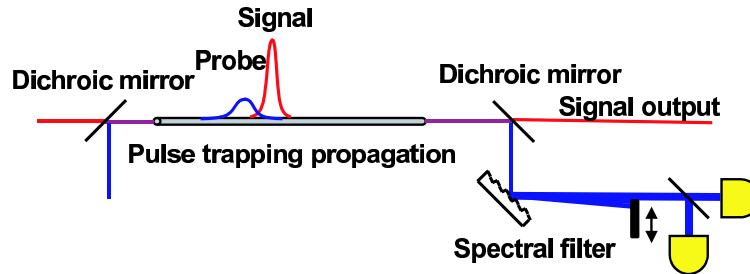 Signal
Probe
Dichroic mirror
Dichroic mirror
Signal output
Pulse trapping propagation
Spectral filter